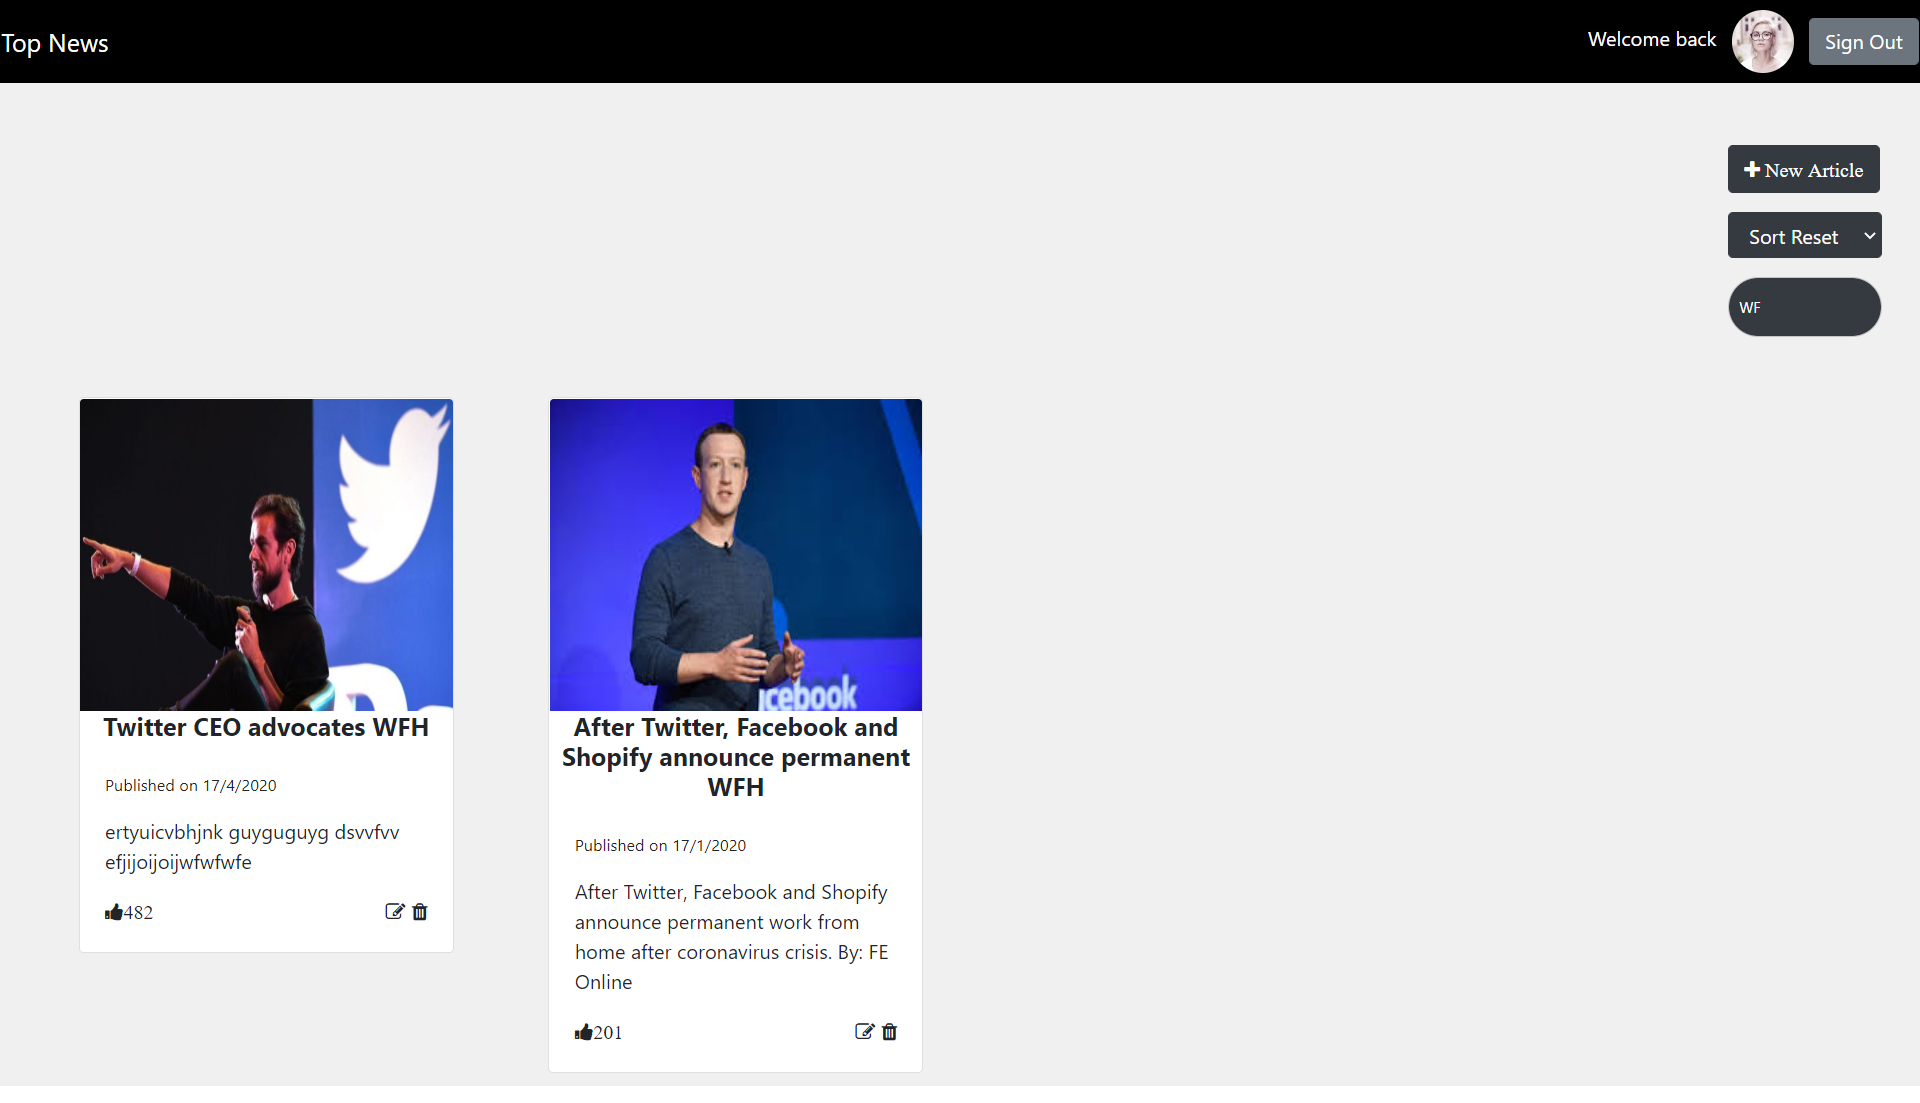 Top News
Welcome back
Sign Out
New Article
Sort Reset
WF
Twitter CEO advocates WFH
Published on 17/4/2020
ertyuicvbhjnk guyguguyg dsvvfvv
efjijoijoijwfwfwfe
482
icebook
After Twitter, Facebook and
Shopify announce permanent
WFH
Published on 17/1/2020
After Twitter, Facebook and Shopify
announce permanent work from
home after coronavirus crisis. By: FE
Online
201